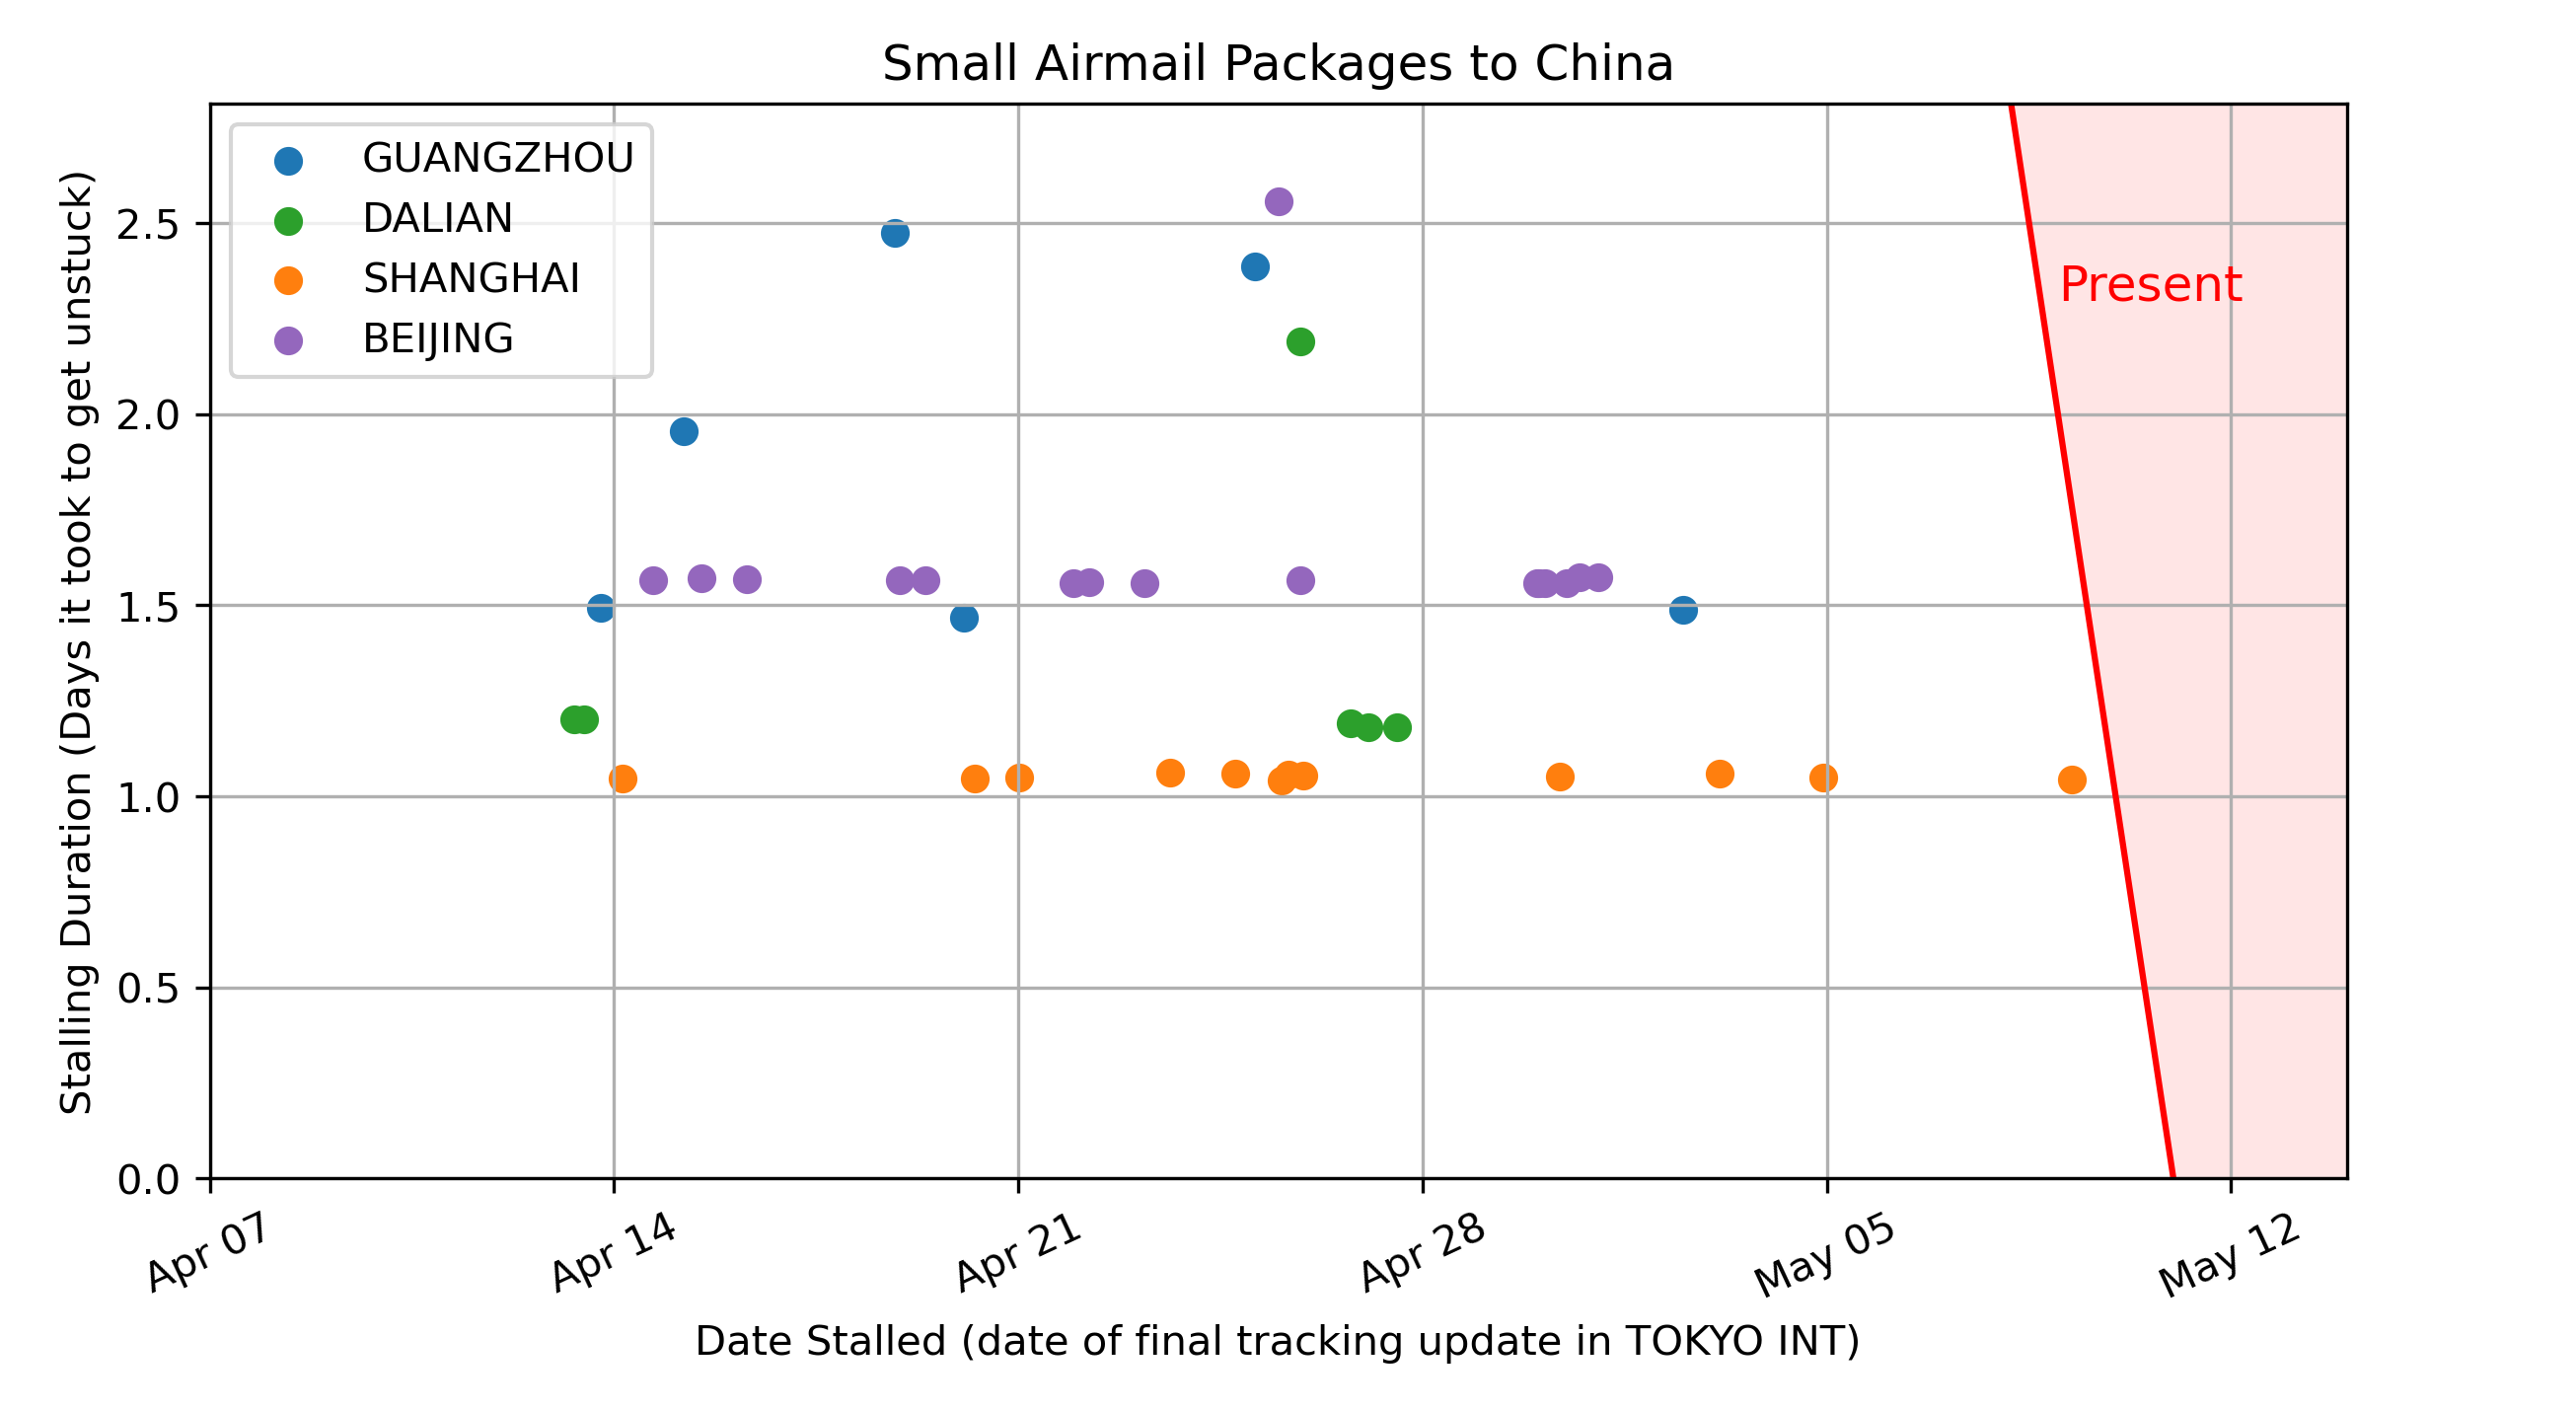 Small Airmail Packages to China
GUANGZHOU
DALIAN
SHANGHAI
BEIJING
Present
Stalling Duration (Days it took to get unstuck)
2.5
2.0
1.5
1.0
0.5
0.0
Apr 07
Apr 14
Apr 21
Apr 28
May 05
May 12
Date Stalled (date of final tracking update in TOKYO INT)